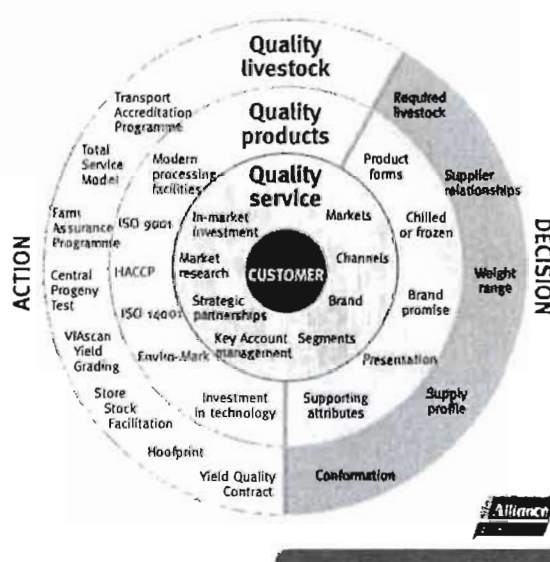 Quality
livestock
Quality
products
Quality
service
CUSTOMER
ACTION
DECISION
Transport
Accreditation
Programme
Total
Service
Model
Farm
Assurance
Programme
Central
Progeny
Test
VIAscan
Yield
Grading
Store
Stock
Facilitation
Hoofprint
Yield Quality
Contract
Modern
processing
facilities
ISO 9001
HACCP
ISO 14001
Enviro-Mark
Investment
in technology
In-market
investment
Market
research
Strategic
partnerships
Key Account
management
Markets
Channels
Brand
Segments
Product
forms
Chilled
or frozen
Brand
promise
Presentation
Supporting
attributes
Required
livestock
Supplier
relationships
Weight
range
Supply
profile
Conformation
Alliance